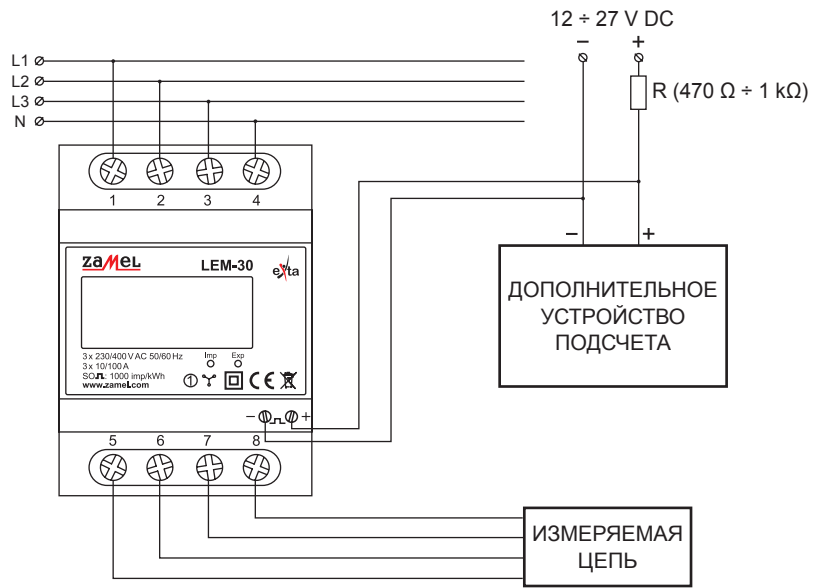 12 ÷ 27 V DC
− +
L1
L2
L3
N
R (470 Ω ÷ 1 kΩ)
1 2 3 4
− +
zaMeL LEM-30 exta
ДОПОЛНИТЕЛЬНОЕ
УСТРОЙСТВО
ПОДСЧЕТА
3 x 230/400 V AC 50/60 Hz
3 x 10/100 A
SO: 1000 imp/kWh
www.zamel.com
Imp Exp
1
CE
− +
5 6 7 8
ИЗМЕРЯЕМАЯ
ЦЕПЬ